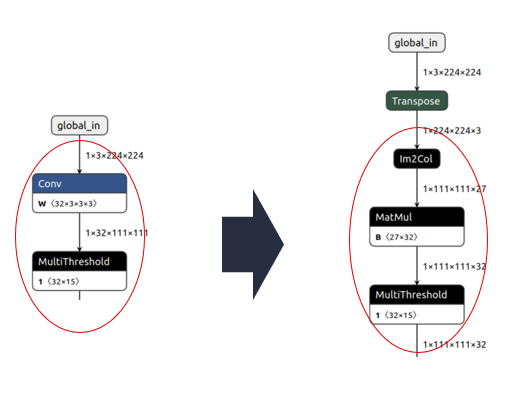 global_in
1×3×224×224
Conv
W ⟨32×3×3×3⟩
1×32×111×111
MultiThreshold
1 ⟨32×15⟩
global_in
1×3×224×224
Transpose
1×224×224×3
Im2Col
1×111×111×27
MatMul
B ⟨27×32⟩
1×111×111×32
MultiThreshold
1 ⟨32×15⟩
1×111×111×32